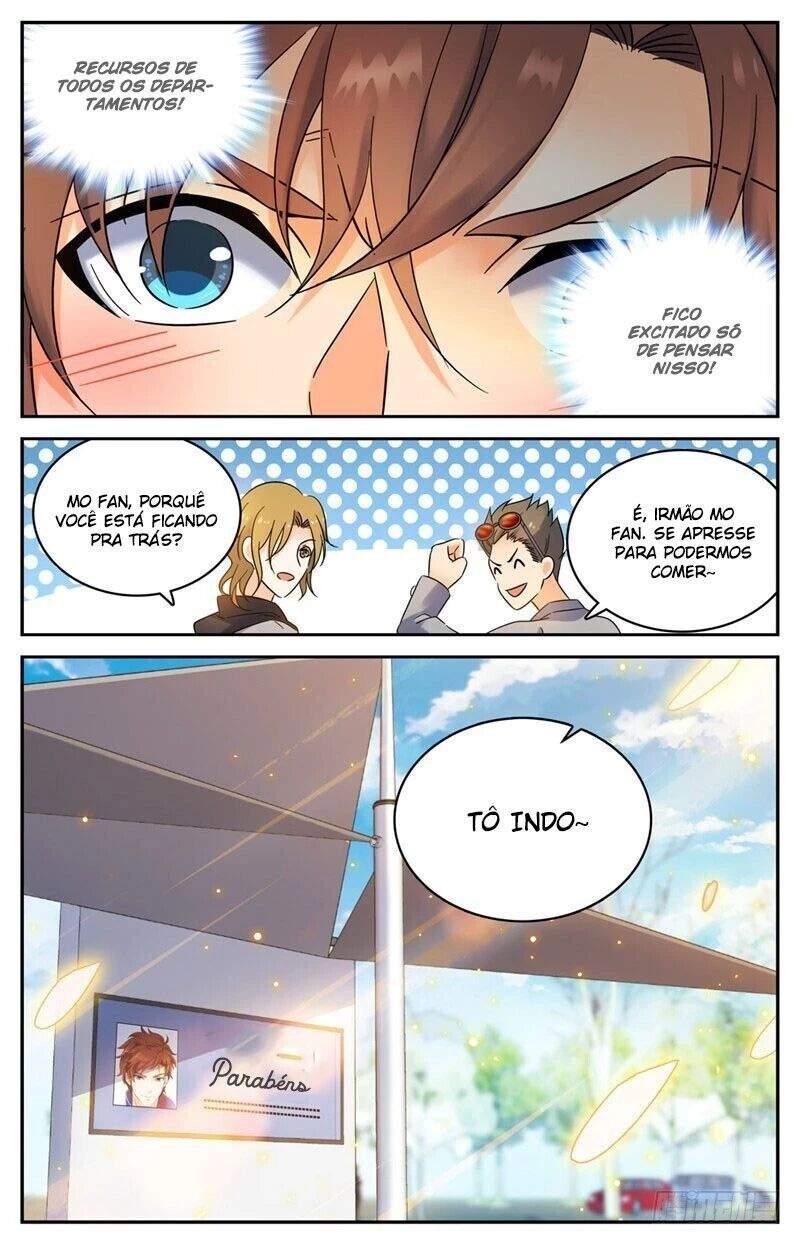 RECURSOS DE
TODOS OS DEPAR-
TAMENTOS!
FICO
EXCITADO SÓ
DE PENSAR
NISSO!
MO FAN, PORQUÊ
VOCÊ ESTÁ FICANDO
PRA TRÁS?
É, IRMÃO MO
FAN. SE APRESSE
PARA PODERMOS
COMER~
TÔ INDO~
Parabéns